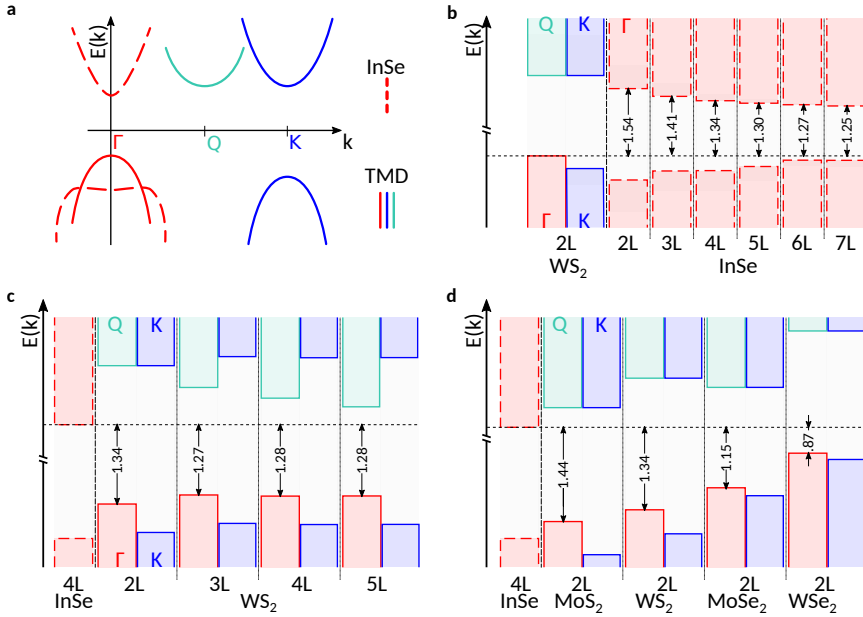 a
E(k)
InSe
Γ
Q
K
k
TMD
b
E(k)
Q K Γ
1.54
1.41
1.34
1.30
1.27
1.25
Γ K
2L 2L 3L 4L 5L 6L 7L
WS2 InSe
c
E(k)
Q K
1.34
1.27
1.28
1.28
Γ K
4L 2L 3L 4L 5L
InSe WS2
d
E(k)
Q K
1.44
1.34
1.15
.87
4L 2L 2L 2L 2L
InSe MoS2 WS2 MoSe2 WSe2